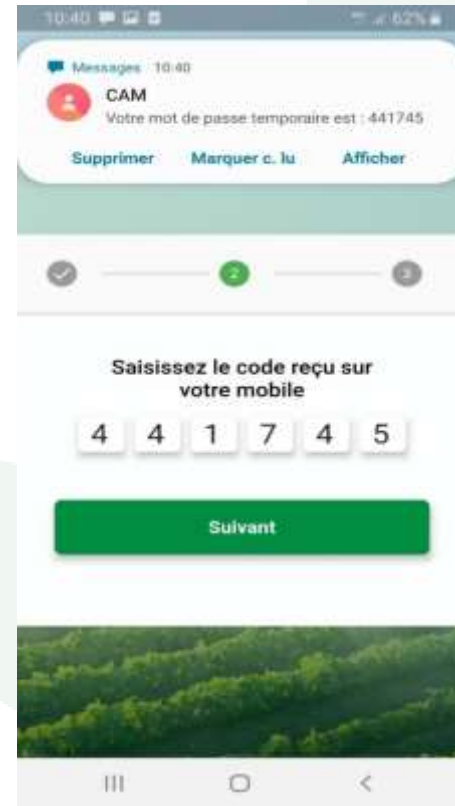 10:40 62%
Messages 10:40
CAM
Votre mot de passe temporaire est : 441745
Supprimer Marquer c. lu Afficher
2 3
Saisissez le code reçu sur
votre mobile
4 4 1 7 4 5
Suivant